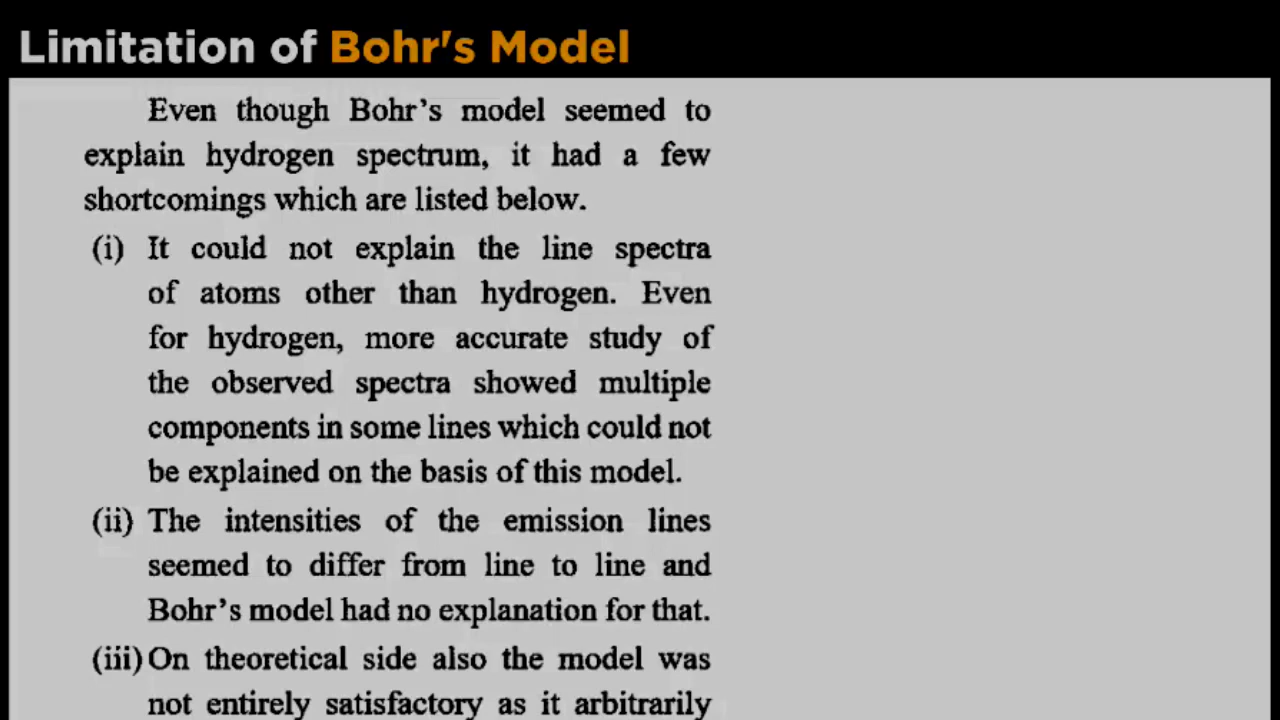 Limitation of Bohr's Model
Even though Bohr’s model seemed to
explain hydrogen spectrum, it had a few
shortcomings which are listed below.
(i) It could not explain the line spectra
of atoms other than hydrogen. Even
for hydrogen, more accurate study of
the observed spectra showed multiple
components in some lines which could not
be explained on the basis of this model.
(ii) The intensities of the emission lines
seemed to differ from line to line and
Bohr’s model had no explanation for that.
(iii) On theoretical side also the model was
not entirely satisfactory as it arbitrarily